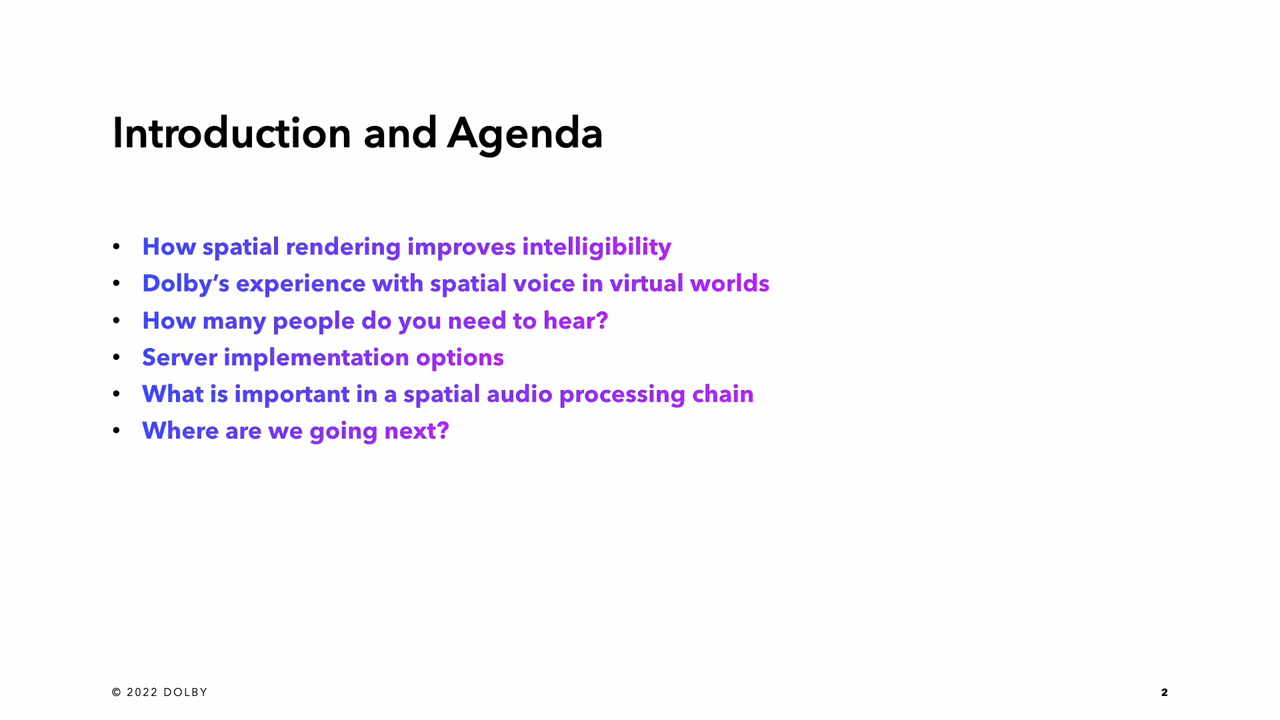 Introduction and Agenda
• How spatial rendering improves intelligibility
• Dolby’s experience with spatial voice in virtual worlds
• How many people do you need to hear?
• Server implementation options
• What is important in a spatial audio processing chain
• Where are we going next?
© 2022 DOLBY
2